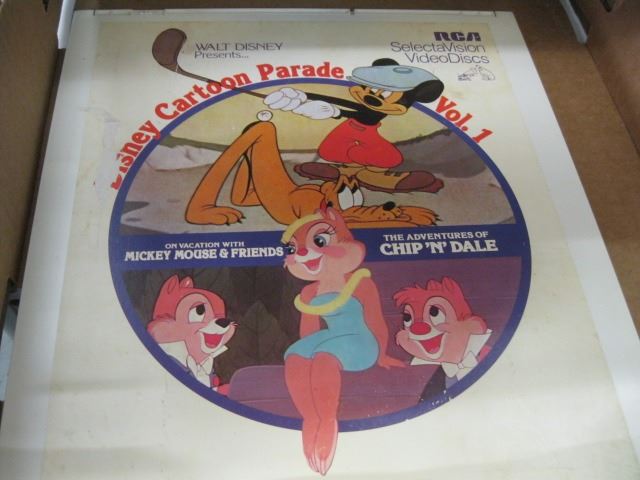 WALT DISNEY
Presents...
RCA
SelectaVision
VideoDiscs
Disney Cartoon Parade Vol. 1
ON VACATION WITH
MICKEY MOUSE & FRIENDS
THE ADVENTURES OF
CHIP 'N' DALE